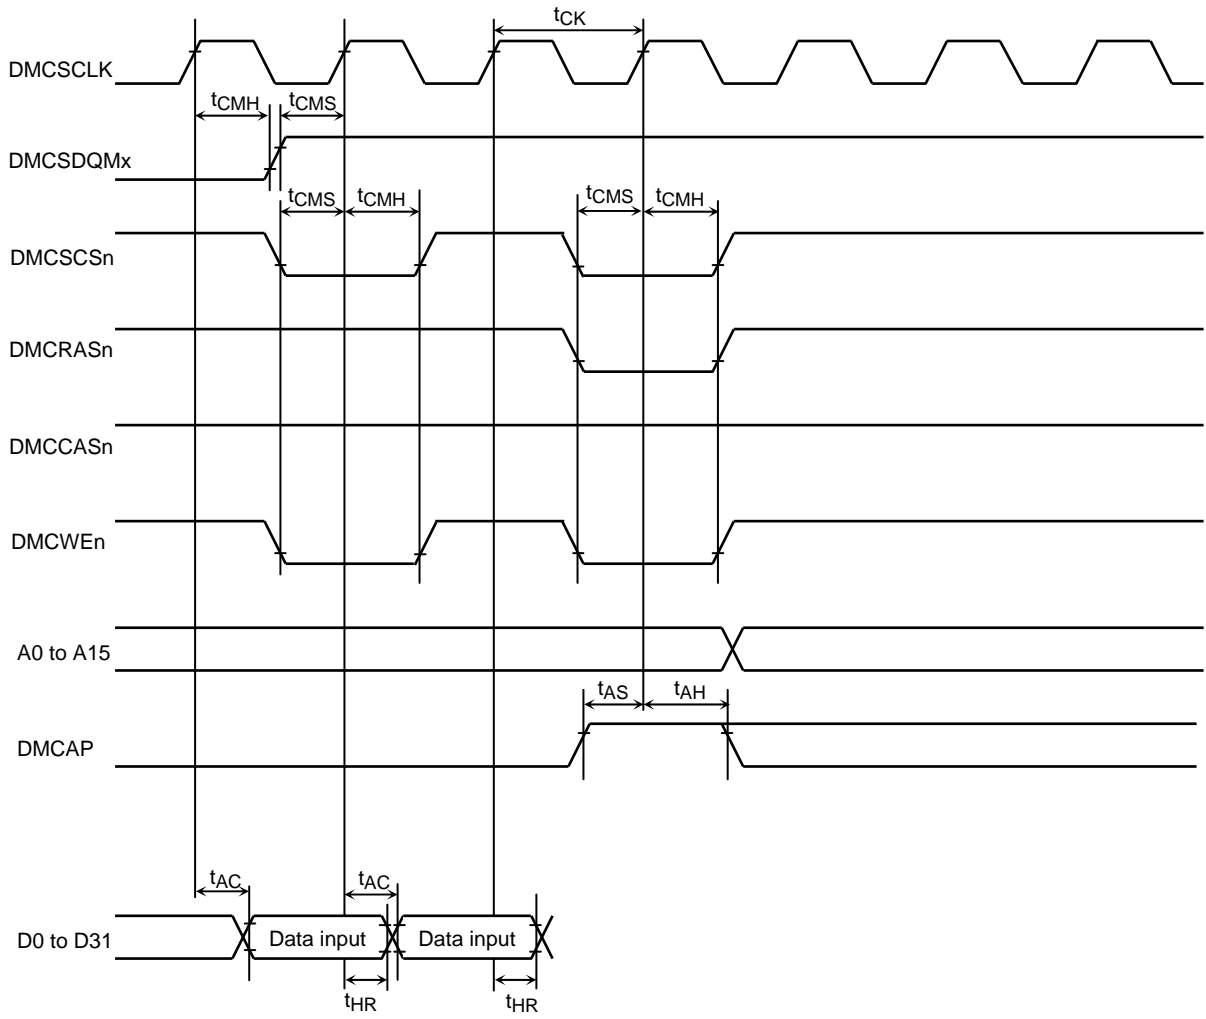 tCK
DMCSCLK
tCMH tCMS
DMCSDQMx
tCMS tCMH tCMS tCMH
DMCSCSn
DMCRASn
DMCCASn
DMCWEn
A0 to A15
tAS tAH
DMCAP
tAC tAC
D0 to D31 Data input Data input
tHR tHR